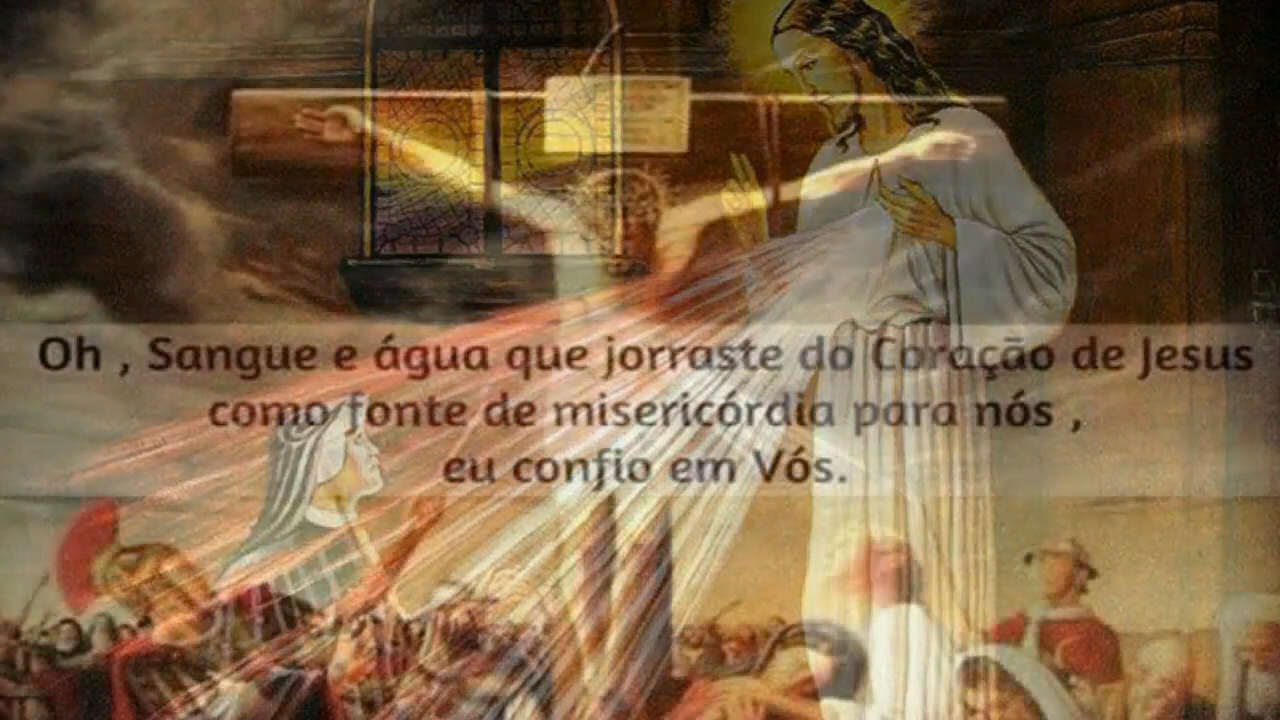 Oh , Sangue e água que jorraste do Coração de Jesus
como fonte de misericórdia para nós ,
eu confio em Vós.